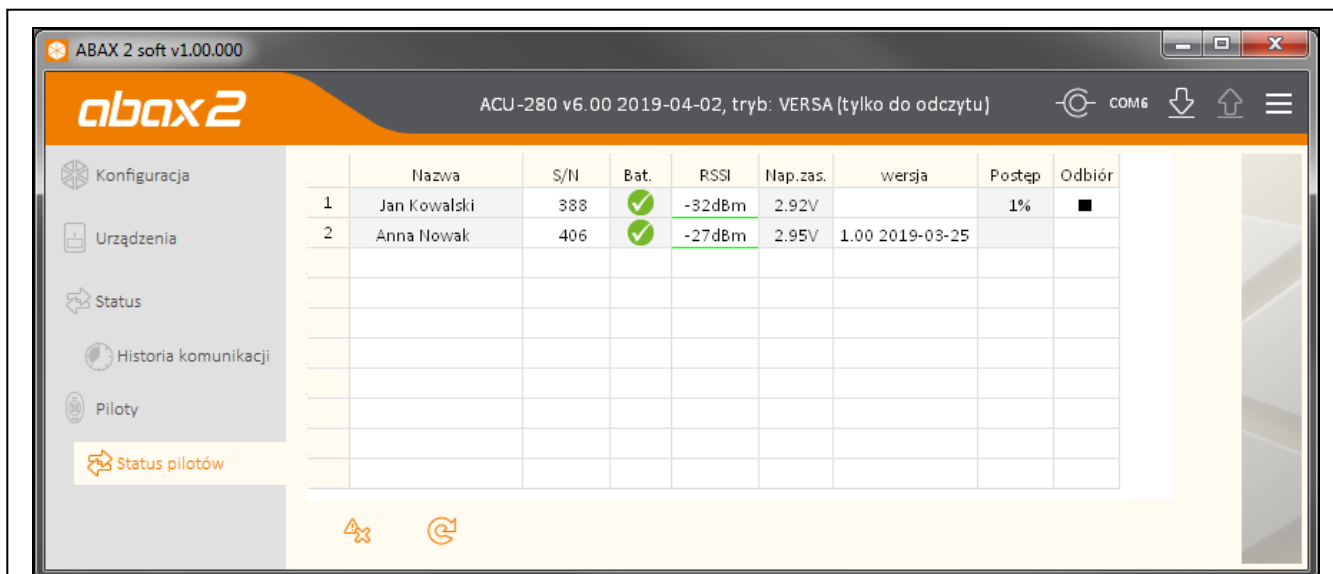 ABAX 2 soft v1.00.000
abax2 ACU-280 v6.00 2019-04-02, tryb: VERSA (tylko do odczytu) COM6
Konfiguracja
Urządzenia
Status
Historia komunikacji
Piloty
Status pilotów
Nazwa S/N Bat. RSSI Nap.zas. wersja Postęp Odbiór
1 Jan Kowalski 388 -32dBm 2.92V 1%
2 Anna Nowak 406 -27dBm 2.95V 1.00 2019-03-25